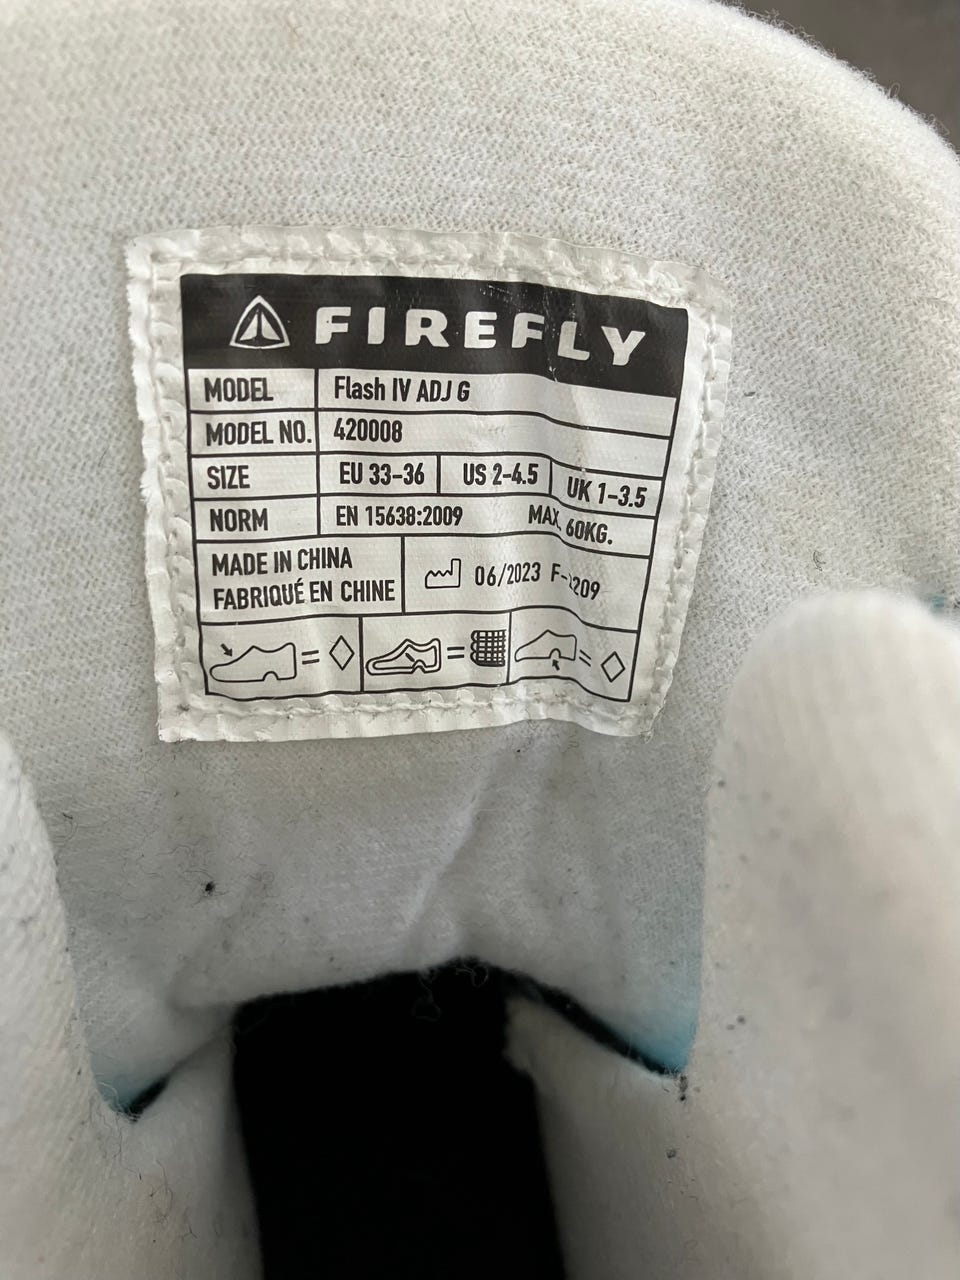 FIREFLY
MODEL Flash IV ADJ G
MODEL NO. 420008
SIZE EU 33-36 US 2-4.5 UK 1-3.5
NORM EN 15638:2009 MAX. 60KG.
MADE IN CHINA
FABRIQUÉ EN CHINE
06/2023
= = =